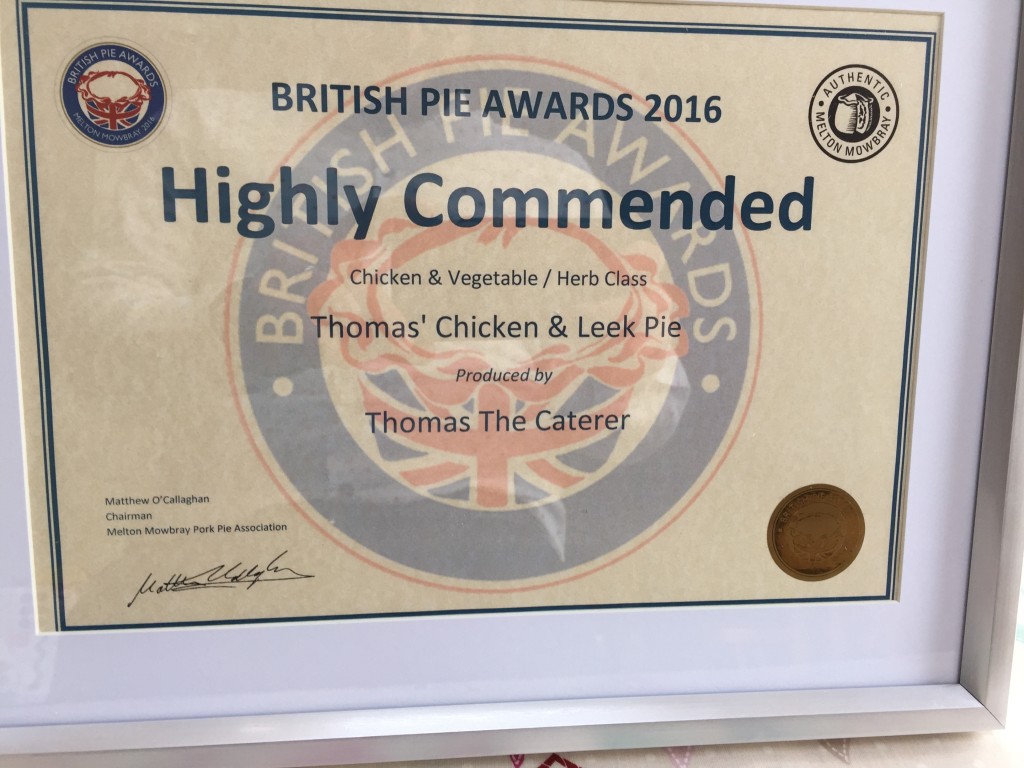 BRITISH PIE AWARDS
MELTON MOWBRAY 2016
BRITISH PIE AWARDS 2016
AUTHENTIC
MELTON MOWBRAY
BRITISH PIE AWARDS
Highly Commended
Chicken & Vegetable / Herb Class
Thomas' Chicken & Leek Pie
Produced by
Thomas The Caterer
Matthew O'Callaghan
Chairman
Melton Mowbray Pork Pie Association